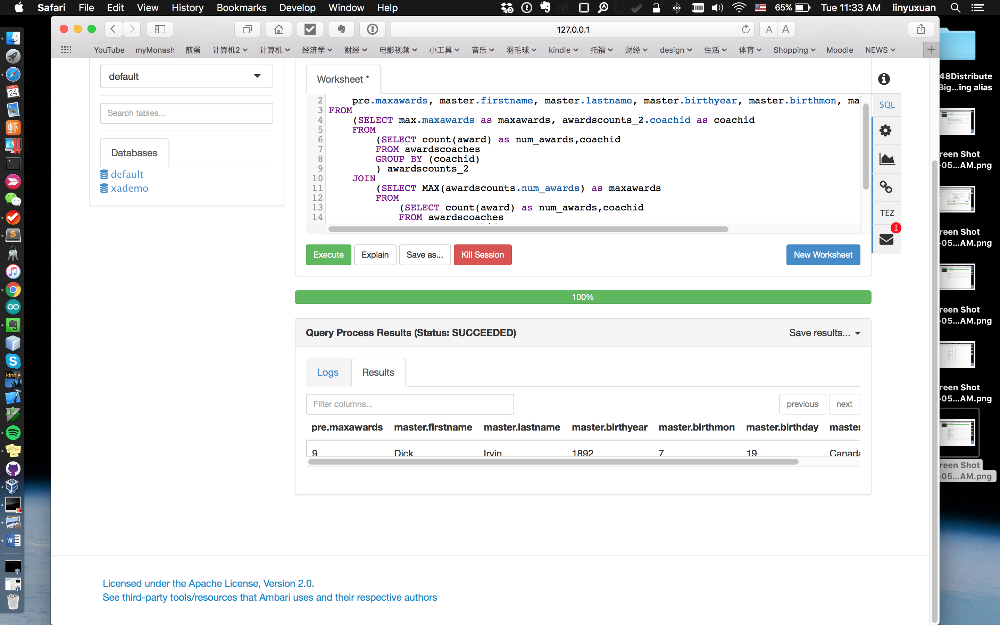 Safari File Edit View History Bookmarks Develop Window Help 65% Tue 11:33 AM linyuxuan
127.0.0.1 A A
YouTube myMonash 煎蛋 计算机2 计算机 经济学 财经 电影视频 小工具 音乐 羽毛球 kindle 托福 财经 design 生活 体育 Shopping Moodle NEWS
default
Search tables...
Databases
default
xademo
Worksheet *
2 pre.maxawards, master.firstname, master.lastname, master.birthyear, master.birthmon, ma
3 FROM
4 (SELECT max.maxawards as maxawards, awardscounts_2.coachid as coachid
5 FROM
6 (SELECT count(award) as num_awards,coachid
7 FROM awardscoaches
8 GROUP BY (coachid)
9 ) awardscounts_2
10 JOIN
11 (SELECT MAX(awardscounts.num_awards) as maxawards
12 FROM
13 (SELECT count(award) as num_awards,coachid
14 FROM awardscoaches
SQL
TEZ
1
Execute Explain Save as... Kill Session New Worksheet
100%
Query Process Results (Status: SUCCEEDED) Save results...
Logs Results
Filter columns... previous next
pre.maxawards master.firstname master.lastname master.birthyear master.birthmon master.birthday master
9 Dick Irvin 1892 7 19 Canada
Licensed under the Apache License, Version 2.0.
See third-party tools/resources that Ambari uses and their respective authors
48Distribute
Big...ing alias
reen Shot
-05...AM.png
reen Shot
-05...AM.png
reen Shot
-05...AM.png
reen Shot
-05...AM.png
reen Shot
-05...AM.png
MAY
24
虾
kindle